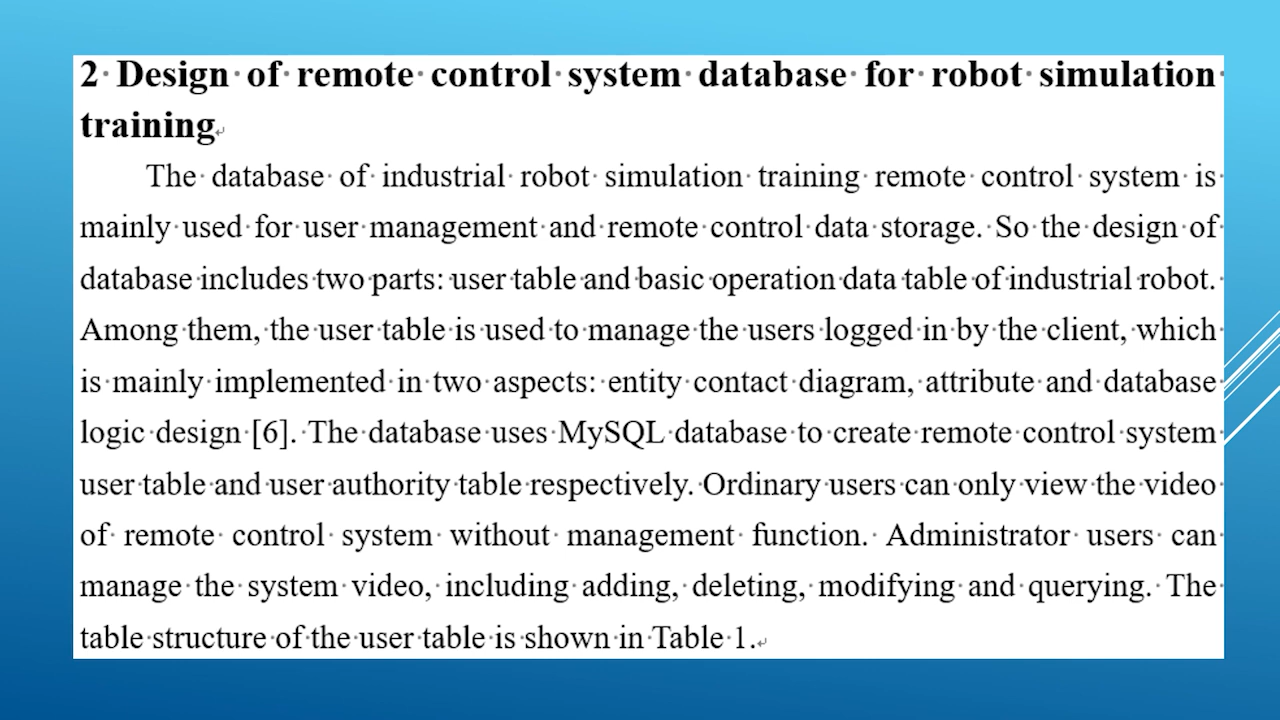 2 Design of remote control system database for robot simulation
training
The database of industrial robot simulation training remote control system is
mainly used for user management and remote control data storage. So the design of
database includes two parts: user table and basic operation data table of industrial robot.
Among them, the user table is used to manage the users logged in by the client, which
is mainly implemented in two aspects: entity contact diagram, attribute and database
logic design [6]. The database uses MySQL database to create remote control system
user table and user authority table respectively. Ordinary users can only view the video
of remote control system without management function. Administrator users can
manage the system video, including adding, deleting, modifying and querying. The
table structure of the user table is shown in Table 1.